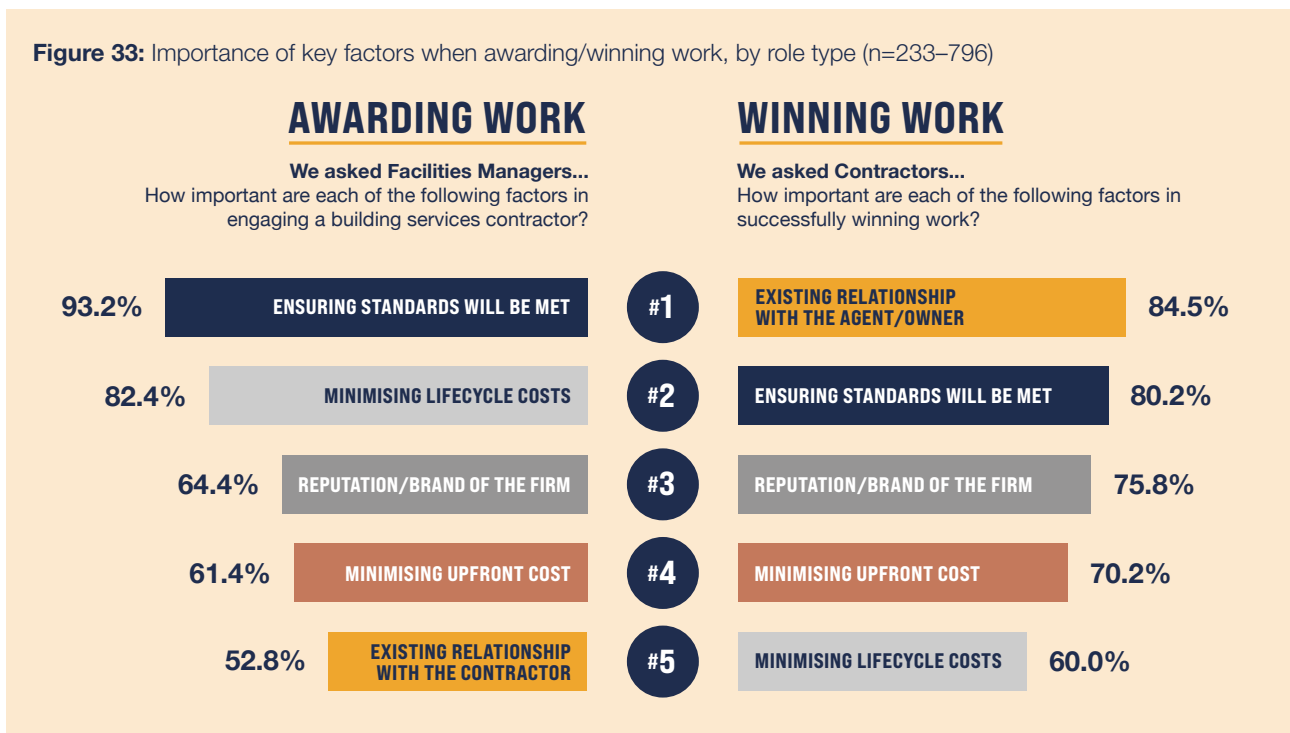 Figure 33: Importance of key factors when awarding/winning work, by role type (n=233–796)
AWARDING WORK
We asked Facilities Managers...
How important are each of the following factors in
engaging a building services contractor?
WINNING WORK
We asked Contractors...
How important are each of the following factors in
successfully winning work?
93.2% ENSURING STANDARDS WILL BE MET
#1
EXISTING RELATIONSHIP
WITH THE AGENT/OWNER
84.5%
82.4% MINIMISING LIFECYCLE COSTS
#2
ENSURING STANDARDS WILL BE MET 80.2%
64.4% REPUTATION/BRAND OF THE FIRM
#3
REPUTATION/BRAND OF THE FIRM 75.8%
61.4% MINIMISING UPFRONT COST
#4
MINIMISING UPFRONT COST 70.2%
52.8%
EXISTING RELATIONSHIP
WITH THE CONTRACTOR
#5
MINIMISING LIFECYCLE COSTS 60.0%